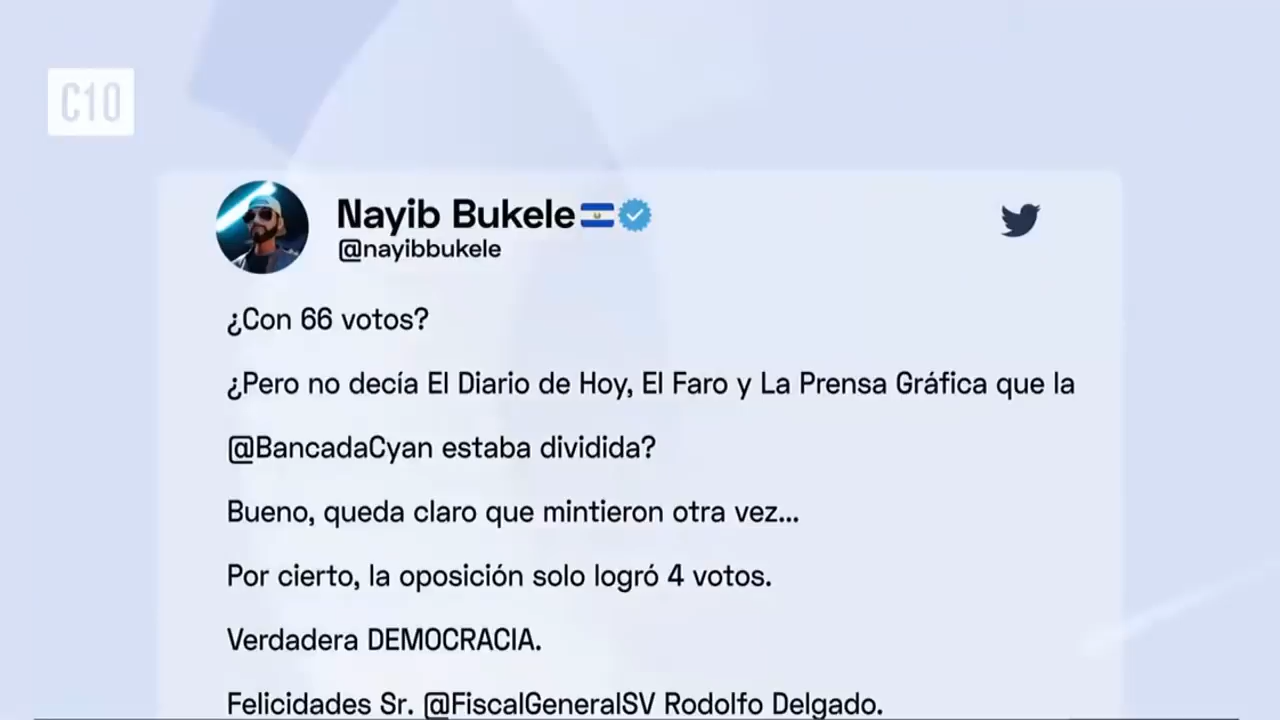 C10
Nayib Bukele
@nayibbukele
¿Con 66 votos?
¿Pero no decía El Diario de Hoy, El Faro y La Prensa Gráfica que la
@BancadaCyan estaba dividida?
Bueno, queda claro que mintieron otra vez...
Por cierto, la oposición solo logró 4 votos.
Verdadera DEMOCRACIA.
Felicidades Sr. @FiscalGeneralSV Rodolfo Delgado.